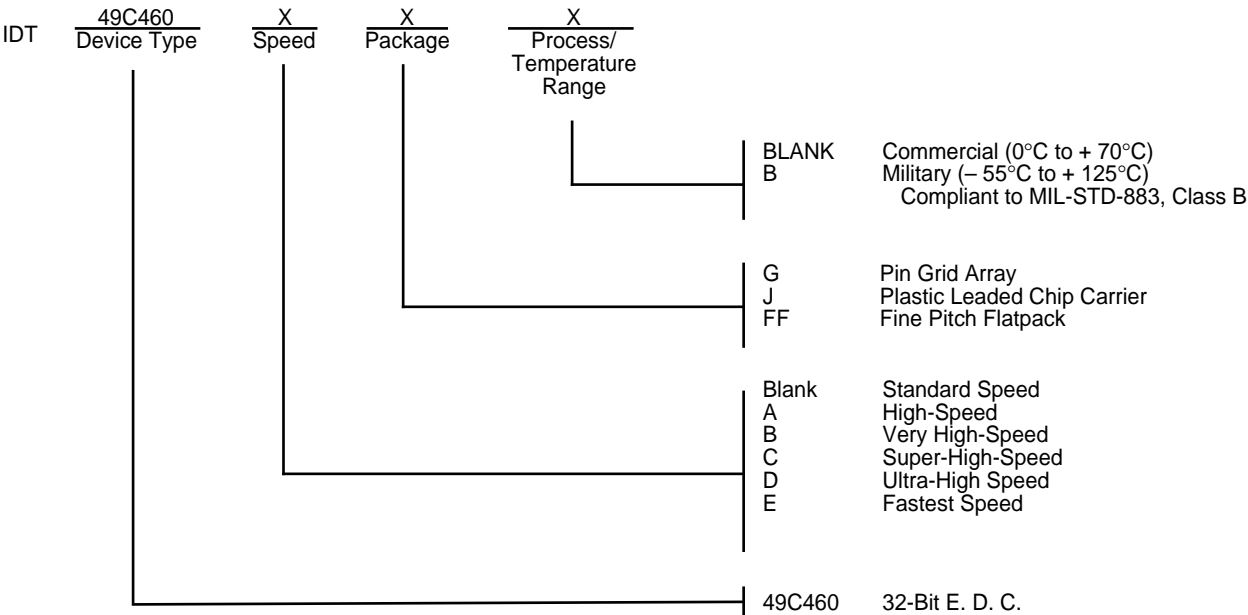 IDT 49C460 X X X
Device Type Speed Package Process/
Temperature
Range
BLANK Commercial (0°C to + 70°C)
B Military (– 55°C to + 125°C)
Compliant to MIL-STD-883, Class B
G Pin Grid Array
J Plastic Leaded Chip Carrier
FF Fine Pitch Flatpack
Blank Standard Speed
A High-Speed
B Very High-Speed
C Super-High-Speed
D Ultra-High Speed
E Fastest Speed
49C460 32-Bit E. D. C.